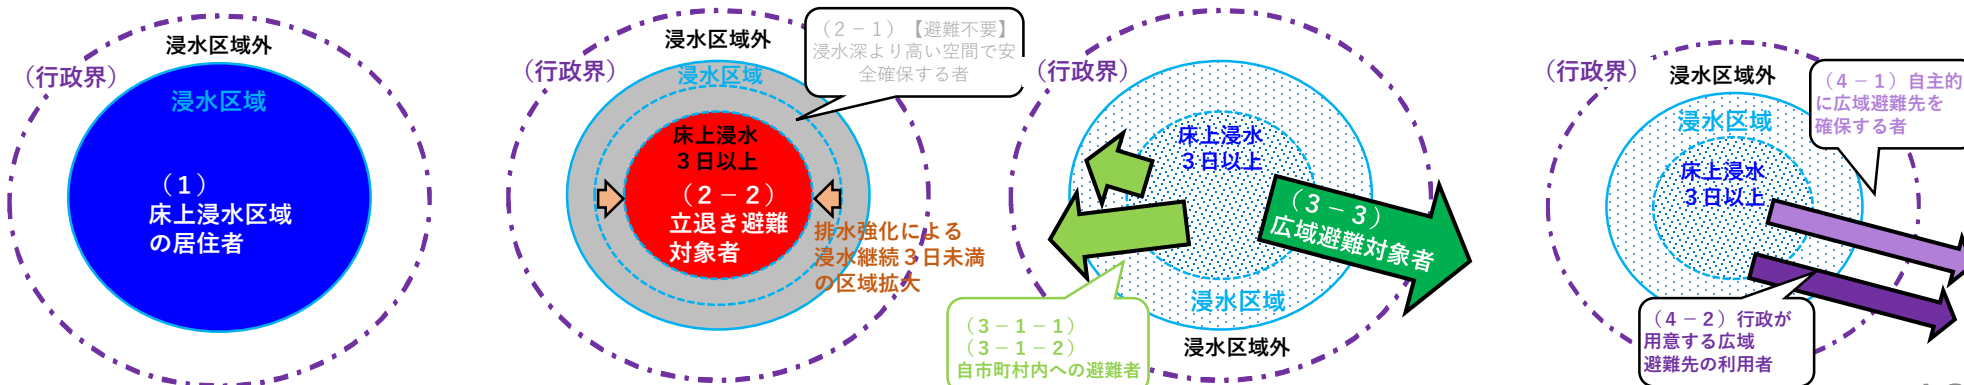 浸水区域外
（行政界）
浸水区域
（１）
床上浸水区域
の居住者
浸水区域外
（行政界）
浸水区域
（２－１）【避難不要】
浸水深より高い空間で安
全確保する者
床上浸水
３日以上
（２－２）
立退き避難
対象者
排水強化による
浸水継続３日未満
の区域拡大
（行政界）
床上浸水
３日以上
（３－３）
広域避難対象者
浸水区域
（３－１－１）
（３－１－２）
自市町村内への避難者
浸水区域外
（行政界）
浸水区域外
浸水区域
床上浸水
３日以上
（４－１）自主的
に広域避難先を
確保する者
（４－２）行政が
用意する広域
避難先の利用者